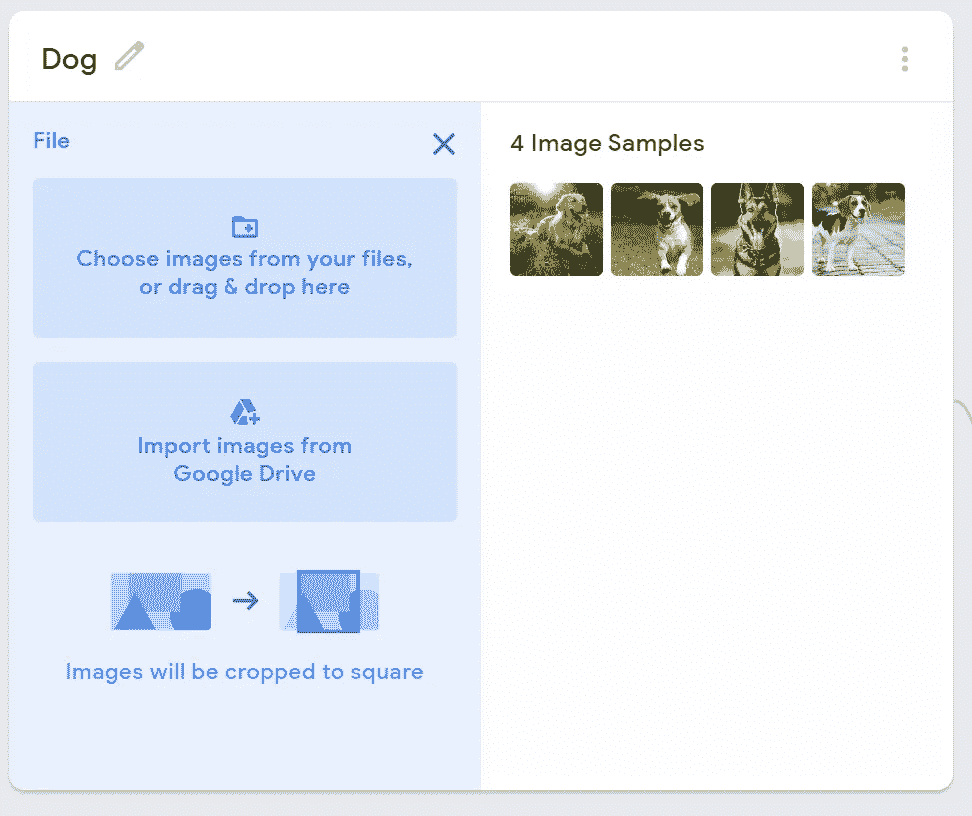 Dog
File
Choose images from your files,
or drag & drop here
Import images from
Google Drive
Images will be cropped to square
4 Image Samples